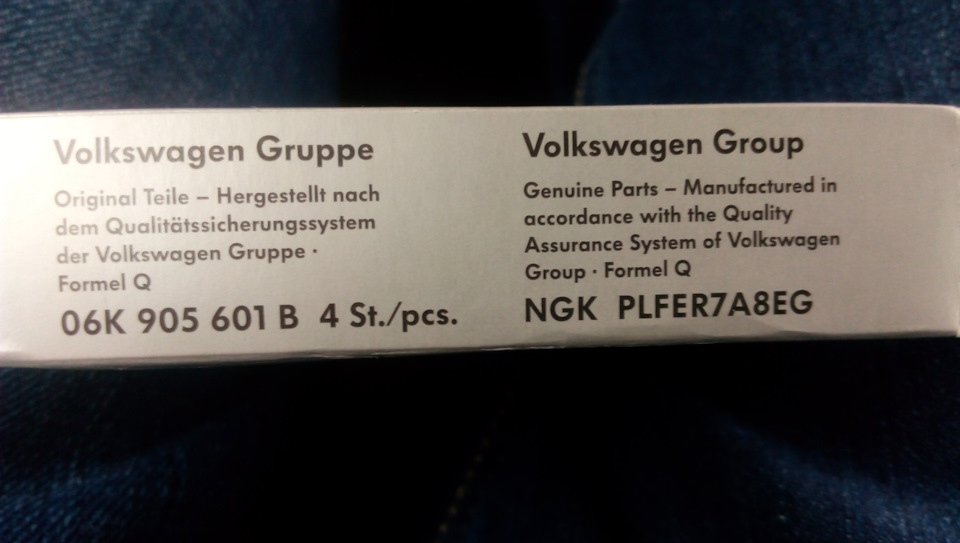 Volkswagen Gruppe
Original Teile – Hergestellt nach
dem Qualitätssicherungssystem
der Volkswagen Gruppe ·
Formel Q
06K 905 601 B 4 St./pcs.
Volkswagen Group
Genuine Parts – Manufactured in
accordance with the Quality
Assurance System of Volkswagen
Group · Formel Q
NGK PLFER7A8EG